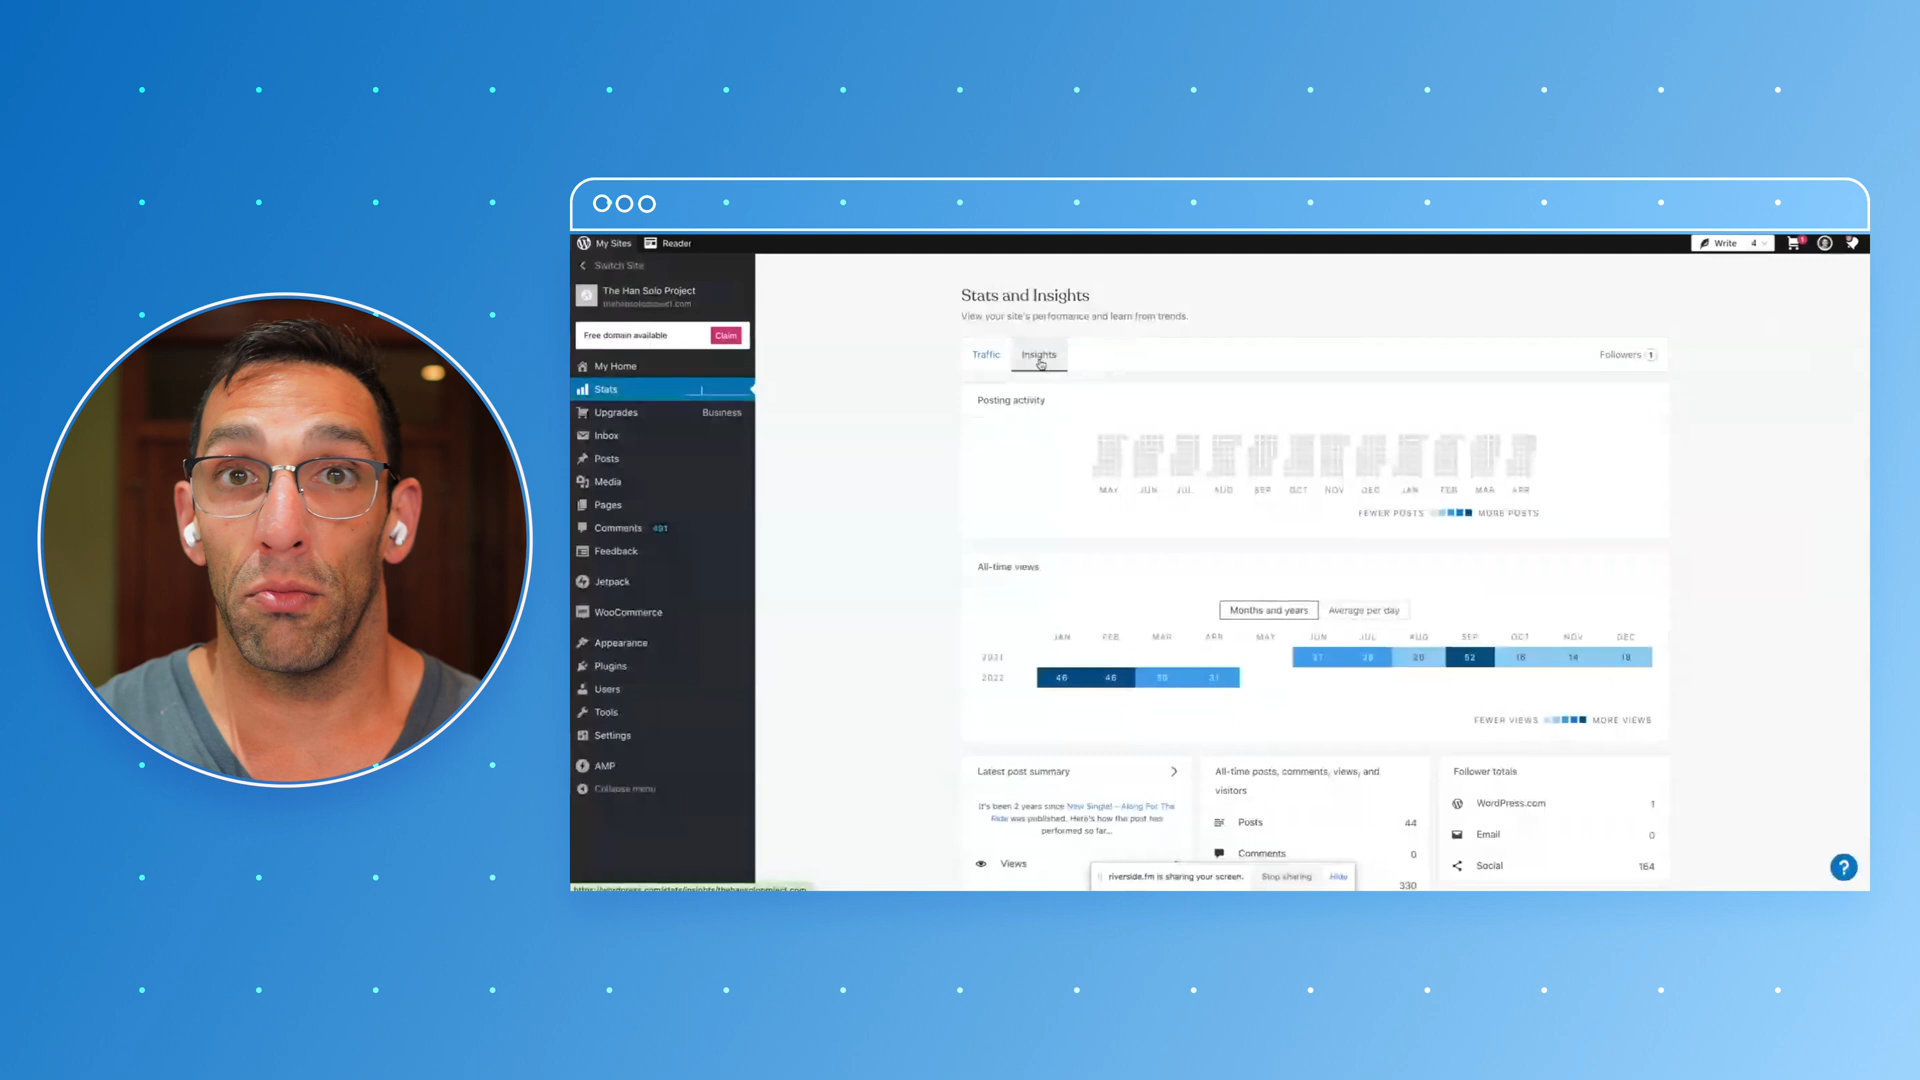 My Sites
Reader
Write 4
Switch Site
The Han Solo Project
Free domain available
Claim
My Home
Stats
Upgrades
Business
Inbox
Posts
Media
Pages
Comments 491
Feedback
Jetpack
WooCommerce
Appearance
Plugins
Users
Tools
Settings
AMP
Collapse menu
Stats and Insights
View your site's performance and learn from trends.
Traffic
Insights
Followers 1
Posting activity
MAY JUN JUL AUG SEP OCT NOV DEC JAN FEB MAR APR
FEWER POSTS
MORE POSTS
All-time views
Months and years
Average per day
JAN FEB MAR APR MAY JUN JUL AUG SEP OCT NOV DEC
2021 20 52 16 14 18
2022 46 46 31
FEWER VIEWS
MORE VIEWS
Latest post summary
It's been 2 years since New Single! – Along For The
Ride was published. Here's how the post has
performed so far...
Views
All-time posts, comments, views, and
visitors
Posts 44
Comments 0
330
Follower totals
WordPress.com 1
Email 0
Social 164
riverside.fm is sharing your screen.
Stop sharing
Hide
?